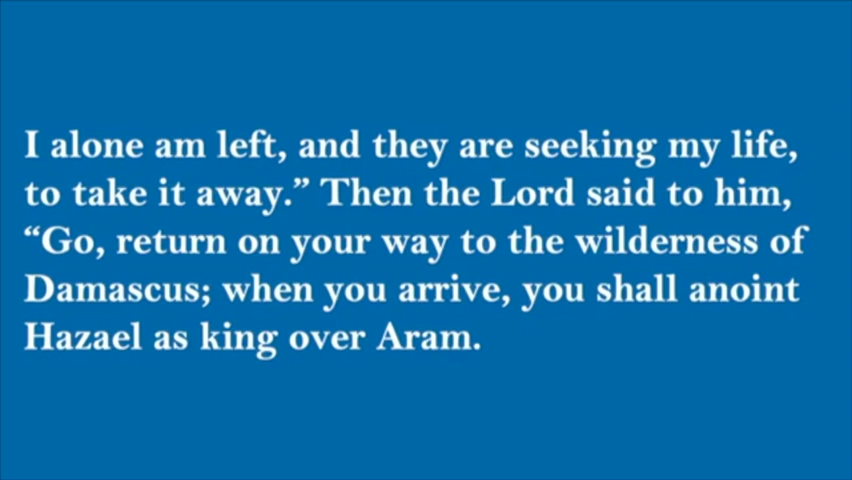 I alone am left, and they are seeking my life,
to take it away.” Then the Lord said to him,
“Go, return on your way to the wilderness of
Damascus; when you arrive, you shall anoint
Hazael as king over Aram.